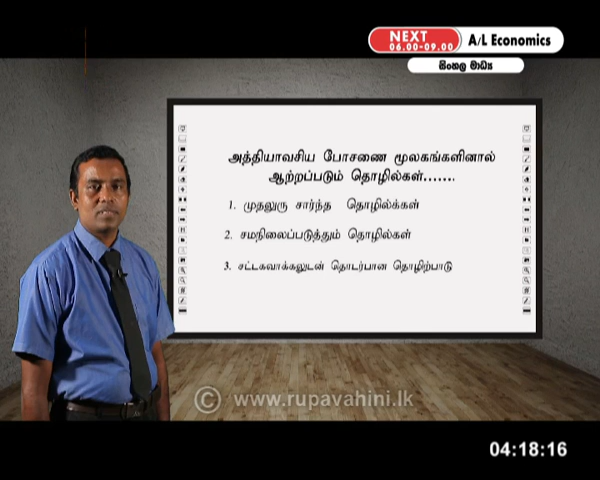 NEXT
06.00-09.00
A/L Economics
සිංහල මාධ්‍ය
அத்தியாவசிய போசணை மூலகங்களினால்
ஆற்றப்படும் தொழில்கள்.......
1. முதலுரு சார்ந்த தொழில்க்கள்
2. சமநிலைப்படுத்தும் தொழில்கள்
3. சட்டகவாக்கலுடன் தொடர்பான தொழிற்பாடு
© www.rupavahini.lk
04:18:16